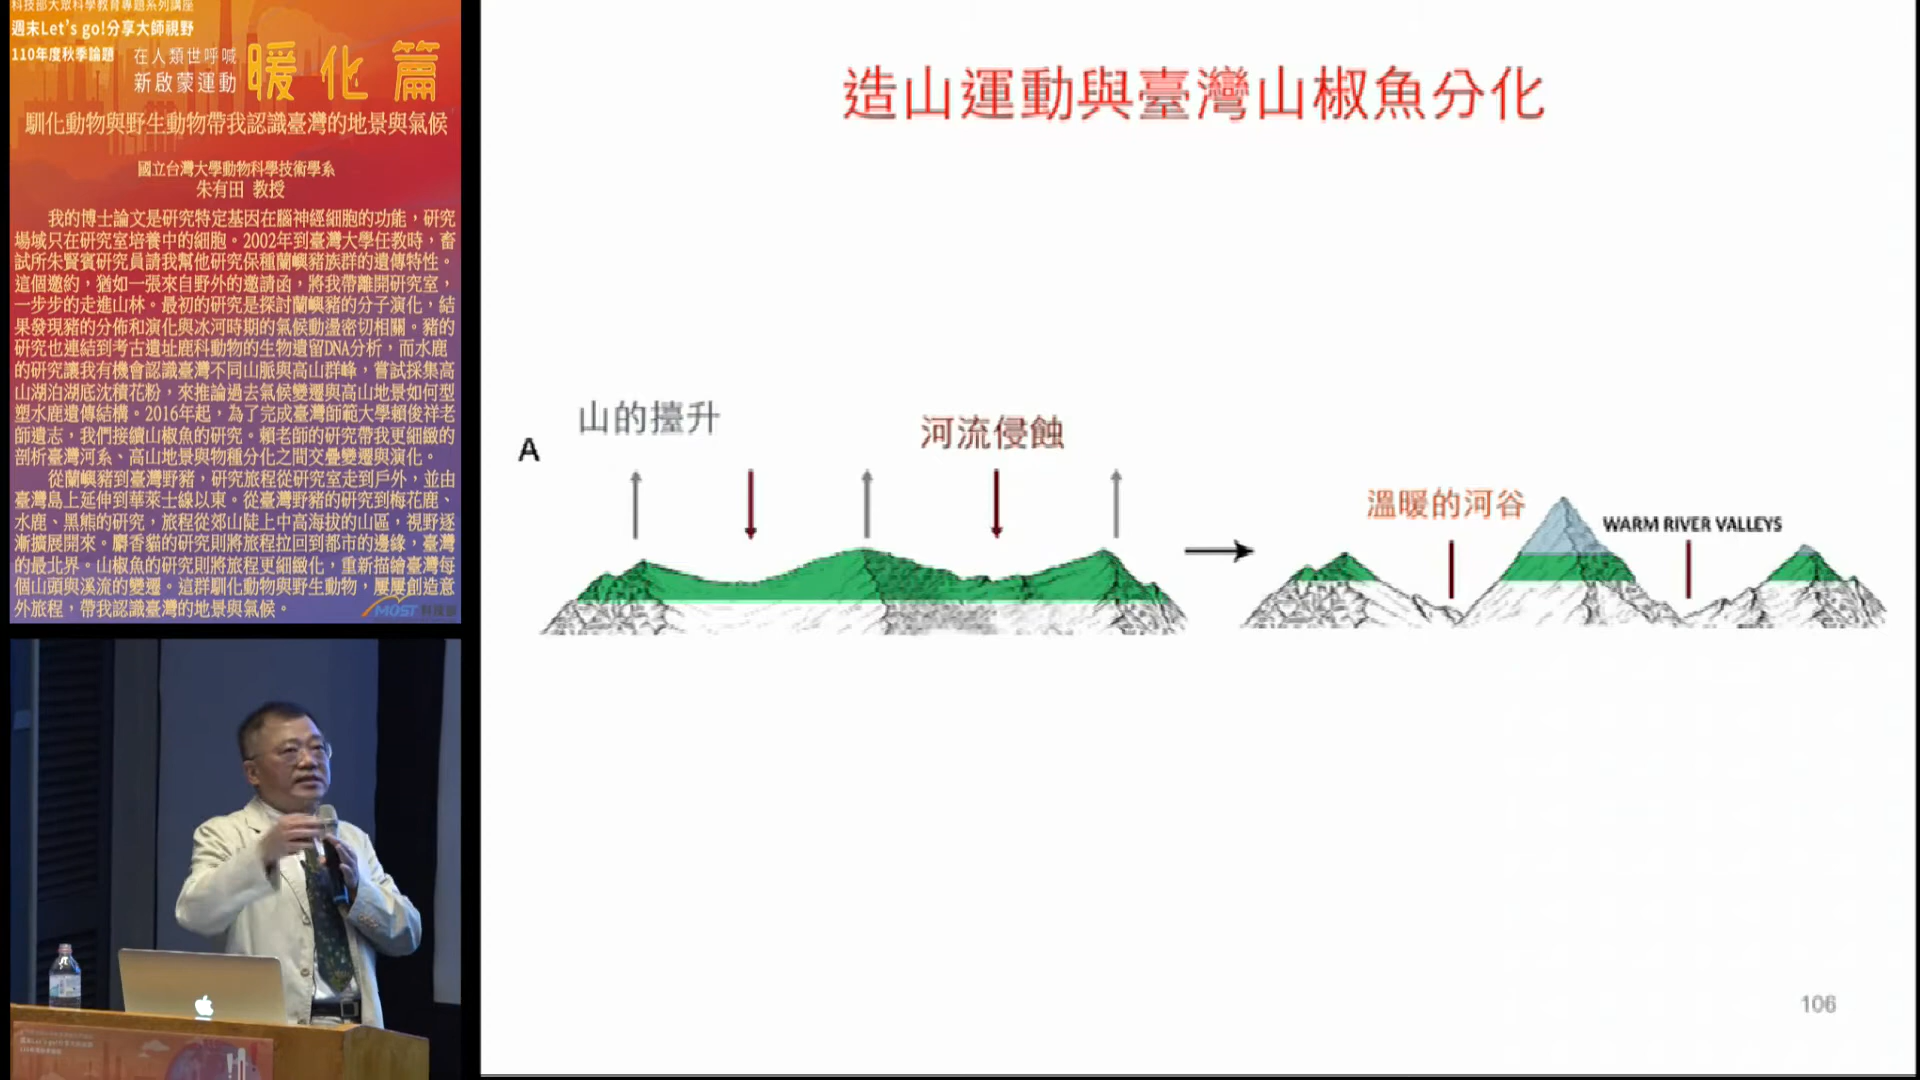 科技部大眾科學教育專題系列講座
週末Let's go!分享大師視野
110年度秋季論題
在人類世呼喊
新啟蒙運動
暖化篇
馴化動物與野生動物帶我認識臺灣的地景與氣候
國立台灣大學動物科學技術學系
朱有田 教授
我的博士論文是研究特定基因在腦神經細胞的功能，研究
場域只在研究室培養中的細胞。2002年到臺灣大學任教時，畜
試所朱賢賓研究員請我幫他研究保種蘭嶼豬族群的遺傳特性。
這個邀約，猶如一張來自野外的邀請函，將我帶離開研究室，
一步步的走進山林。最初的研究是探討蘭嶼豬的分子演化，結
果發現豬的分佈和演化與冰河時期的氣候動盪密切相關。豬的
研究也連結到考古遺址鹿科動物的生物遺留DNA分析，而水鹿
的研究讓我有機會認識臺灣不同山脈與高山群峰，嘗試採集高
山湖泊湖底沈積花粉，來推論過去氣候變遷與高山地景如何型
塑水鹿遺傳結構。2016年起，為了完成臺灣師範大學賴俊祥老
師遺志，我們接續山椒魚的研究。賴老師的研究帶我更細緻的
剖析臺灣河系、高山地景與物種分化之間交疊變遷與演化。
從蘭嶼豬到臺灣野豬，研究旅程從研究室走到戶外，並由
臺灣島上延伸到華萊士線以東。從臺灣野豬的研究到梅花鹿、
水鹿、黑熊的研究，旅程從郊山陡上中高海拔的山區，視野逐
漸擴展開來。麝香貓的研究則將旅程拉回到都市的邊緣，臺灣
的最北界。山椒魚的研究則將旅程更細緻化，重新描繪臺灣每
個山頭與溪流的變遷。這群馴化動物與野生動物，屢屢創造意
外旅程，帶我認識臺灣的地景與氣候。
MOST 科技部
造山運動與臺灣山椒魚分化
A
山的擡升
河流侵蝕
溫暖的河谷
WARM RIVER VALLEYS
106